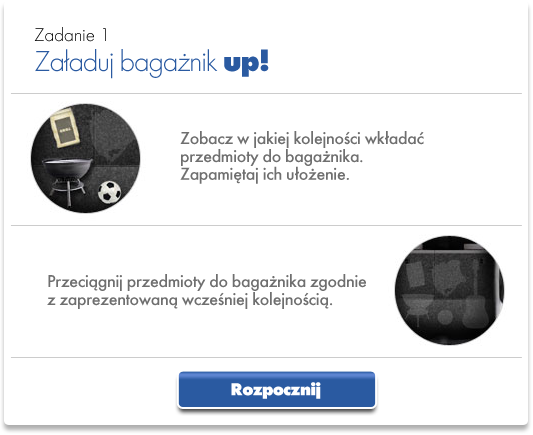 Zadanie 1
Załaduj bagażnik up!
Zobacz w jakiej kolejności wkładać
przedmioty do bagażnika.
Zapamiętaj ich ułożenie.
Przeciągnij przedmioty do bagażnika zgodnie
z zaprezentowaną wcześniej kolejnością.
Rozpocznij